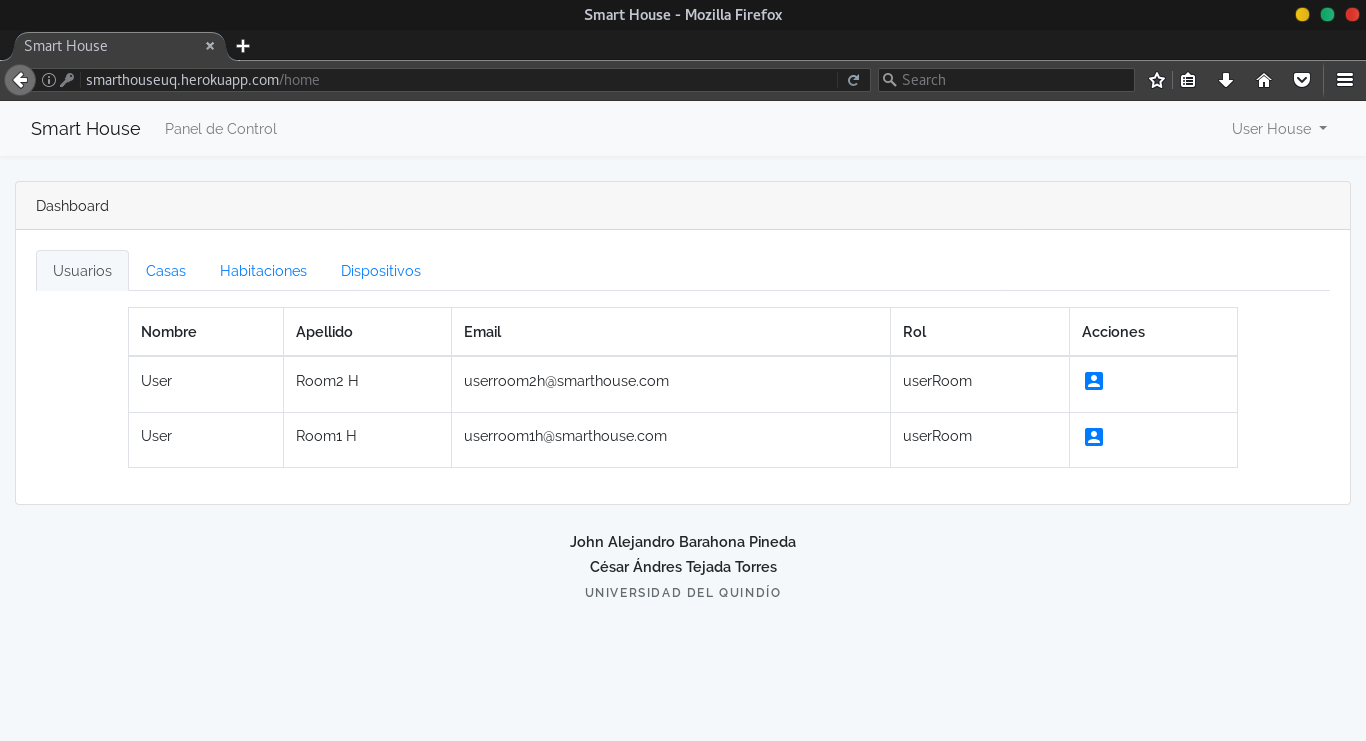 Smart House - Mozilla Firefox
Smart House
smarthouseuq.herokuapp.com/home
Search
Smart House Panel de Control User House
Dashboard
Usuarios Casas Habitaciones Dispositivos
Nombre Apellido Email Rol Acciones
User Room2 H userroom2h@smarthouse.com userRoom
User Room1 H userroom1h@smarthouse.com userRoom
John Alejandro Barahona Pineda
César Ándres Tejada Torres
UNIVERSIDAD DEL QUINDÍO